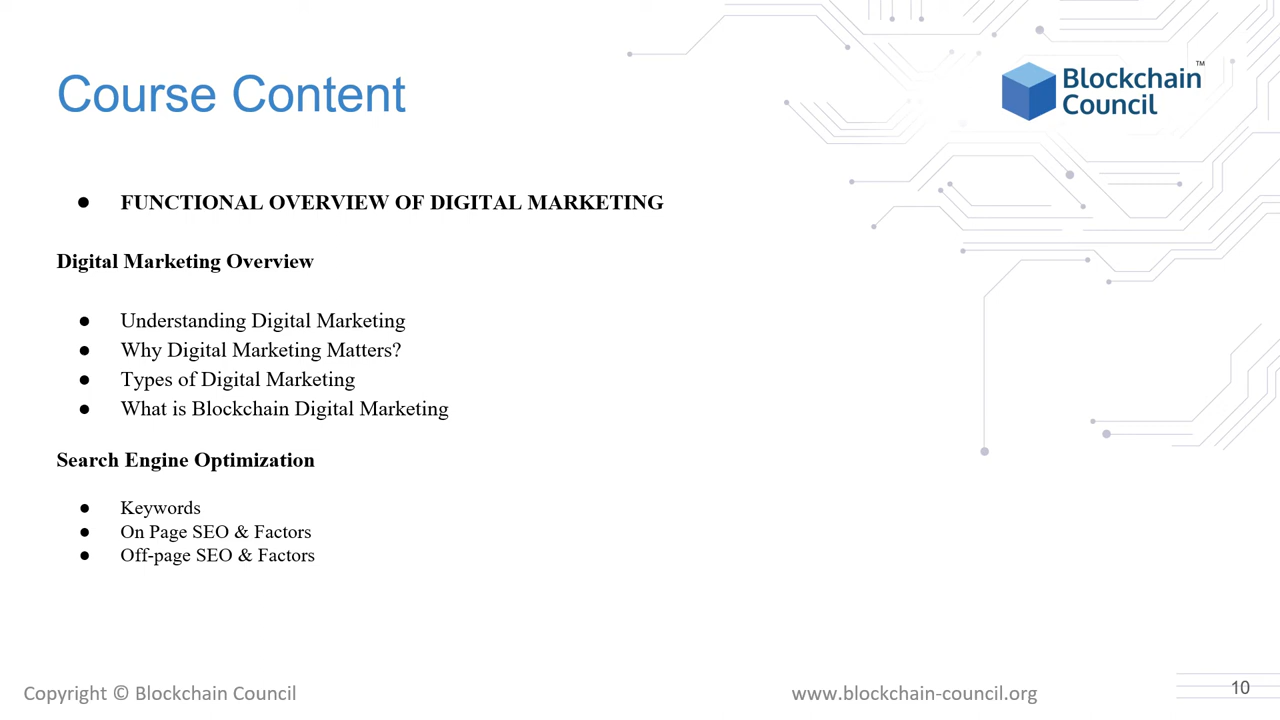 Course Content
Blockchain
Council
™
● FUNCTIONAL OVERVIEW OF DIGITAL MARKETING
Digital Marketing Overview
● Understanding Digital Marketing
● Why Digital Marketing Matters?
● Types of Digital Marketing
● What is Blockchain Digital Marketing
Search Engine Optimization
● Keywords
● On Page SEO & Factors
● Off-page SEO & Factors
Copyright © Blockchain Council
www.blockchain-council.org
10